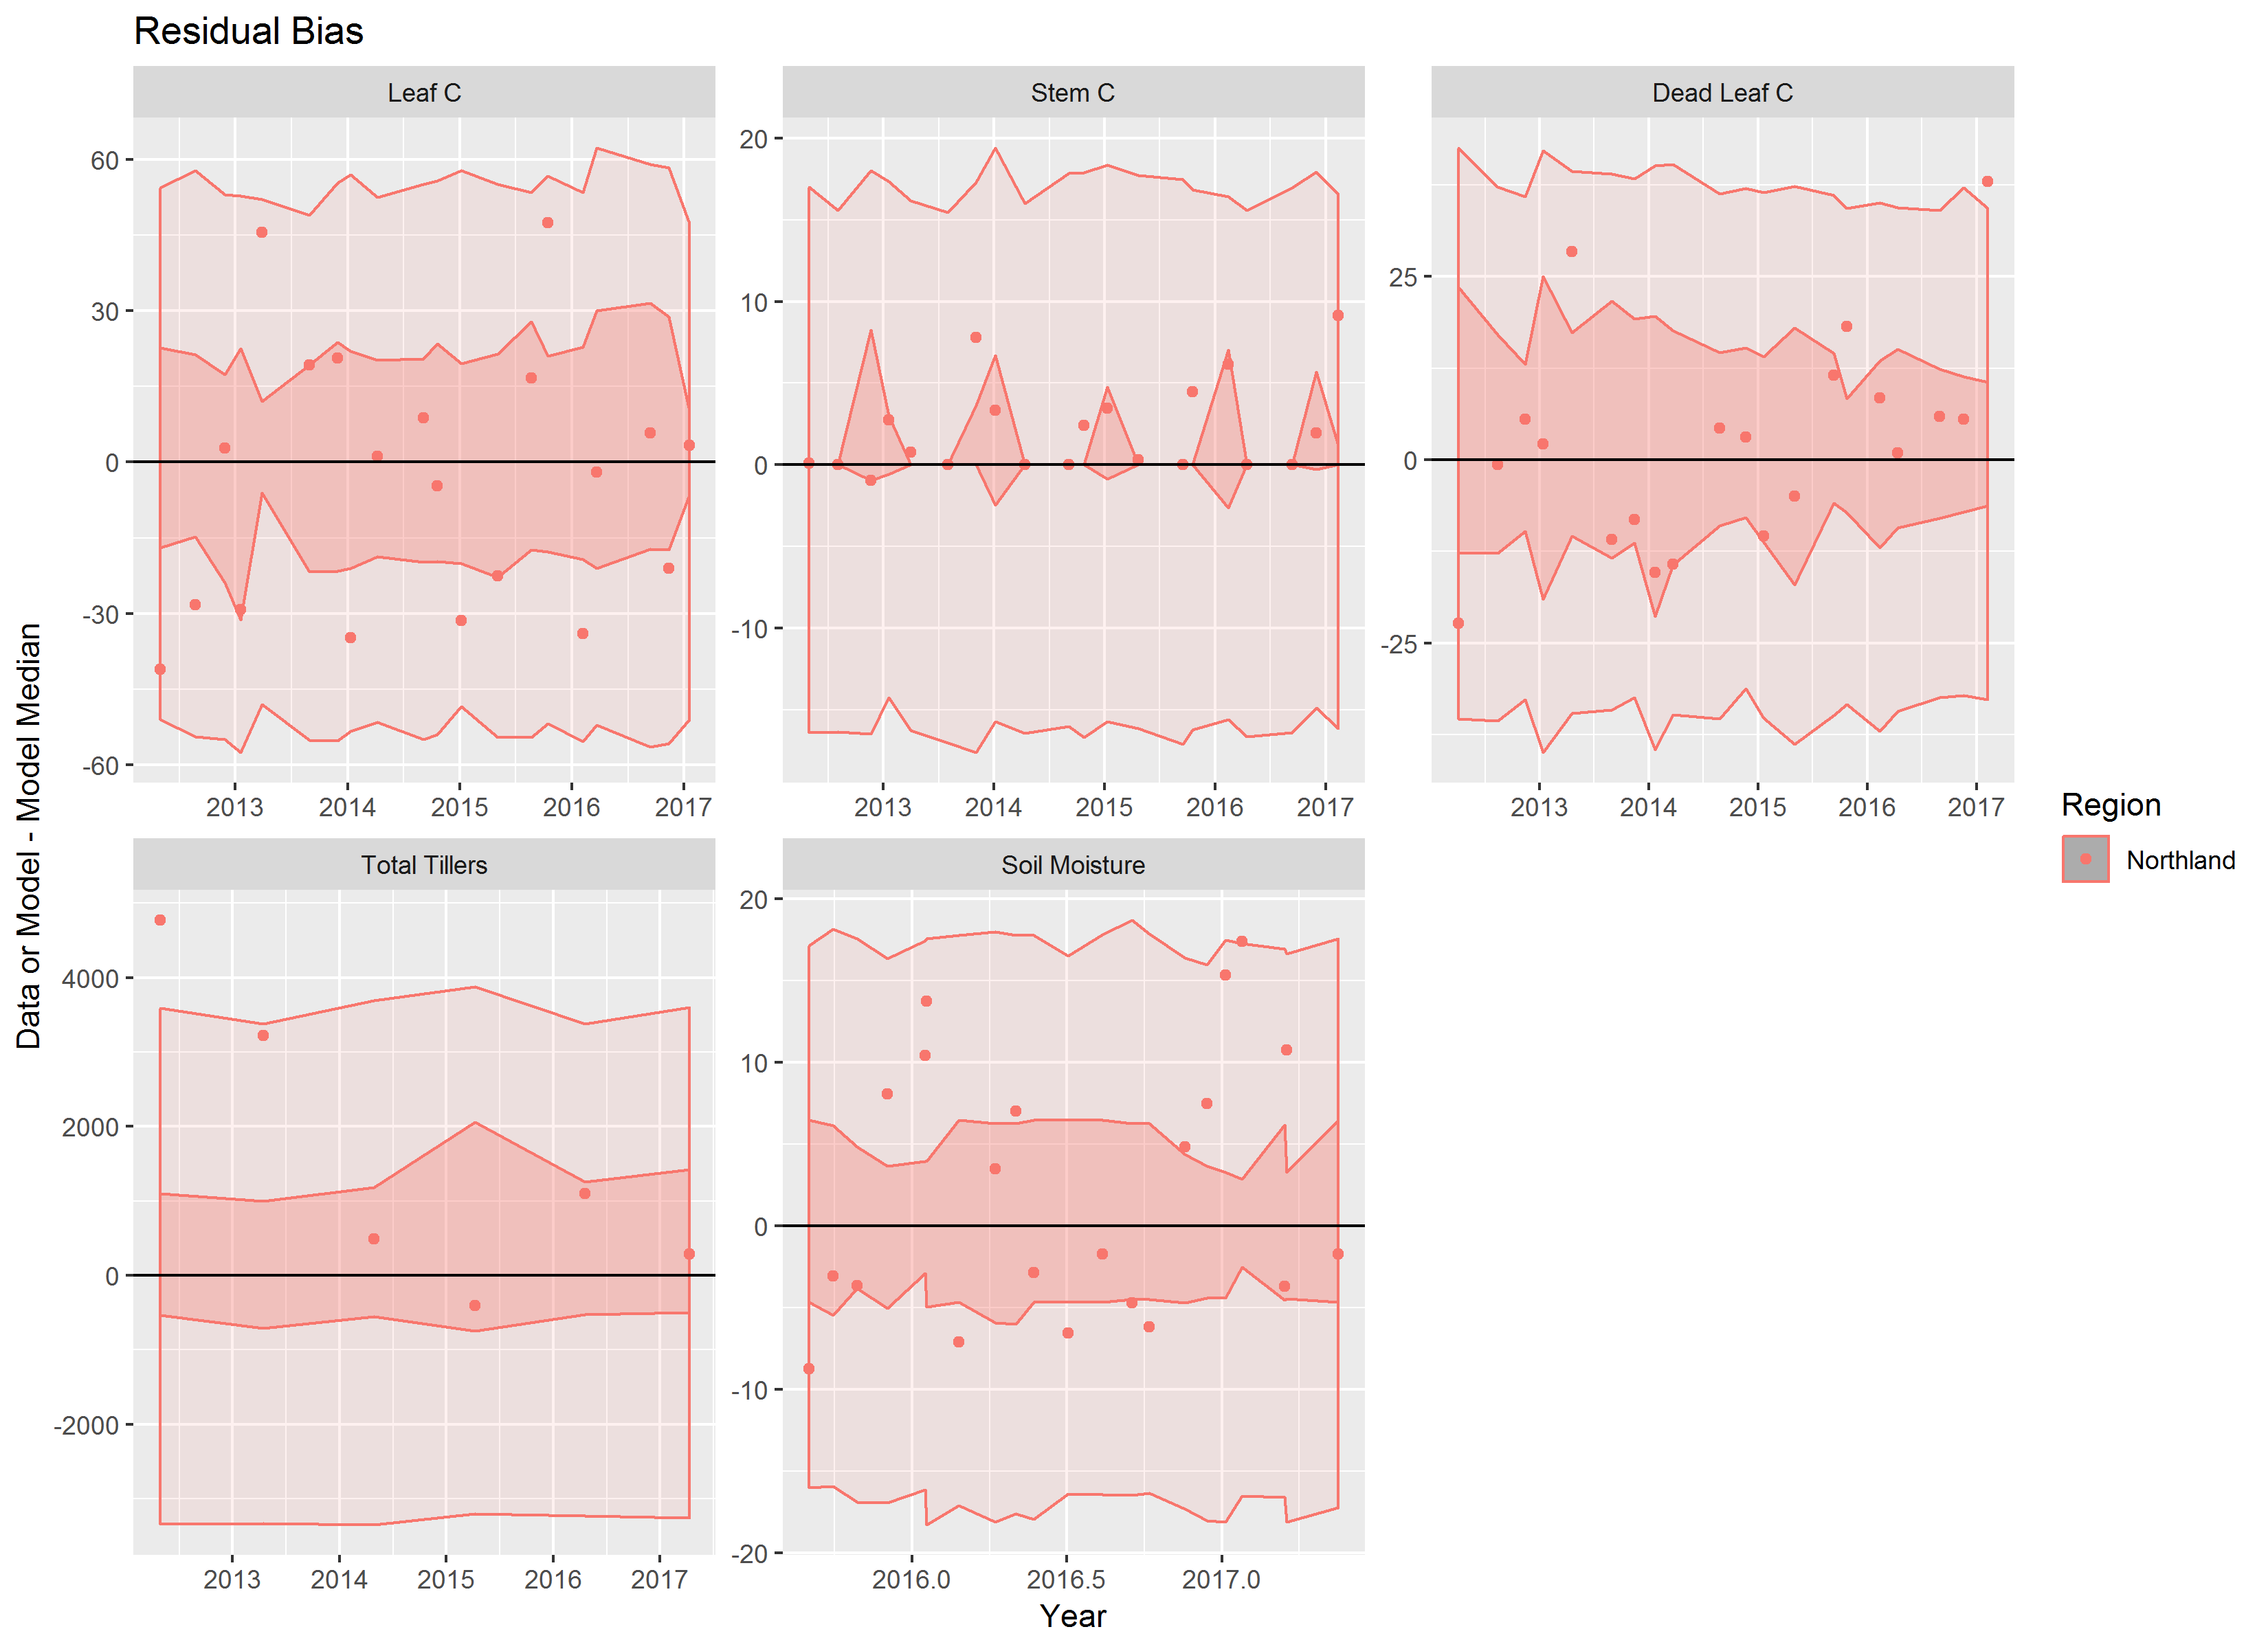 Residual Bias
Leaf C
Stem C
Dead Leaf C
60
30
0
-30
-60
20
10
0
-10
25
0
-25
2013 2014 2015 2016 2017
2013 2014 2015 2016 2017
2013 2014 2015 2016 2017
Data or Model - Model Median
Total Tillers
Soil Moisture
4000
2000
0
-2000
20
10
0
-10
-20
2013 2014 2015 2016 2017
2016.0 2016.5 2017.0
Year
Region
Northland